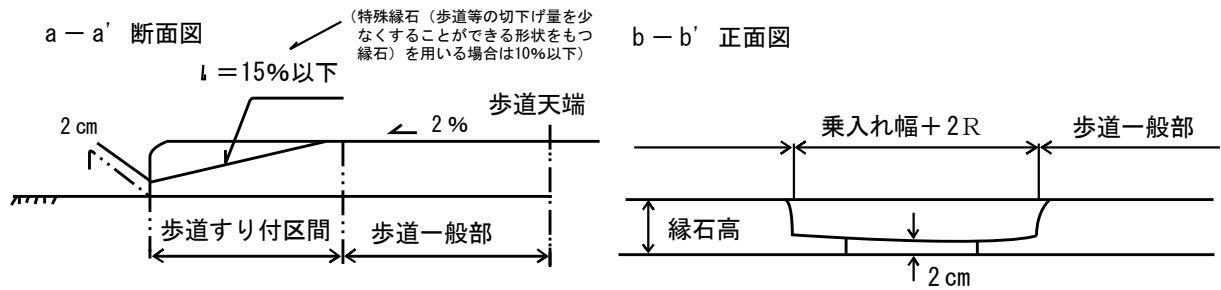 a－a’ 断面図
（特殊縁石（歩道等の切下げ量を少
なくすることができる形状をもつ
縁石）を用いる場合は10%以下）
i＝15%以下
2 cm
2 %
歩道天端
歩道すり付区間
歩道一般部
b－b’ 正面図
乗入れ幅＋2R
歩道一般部
縁石高
2 cm